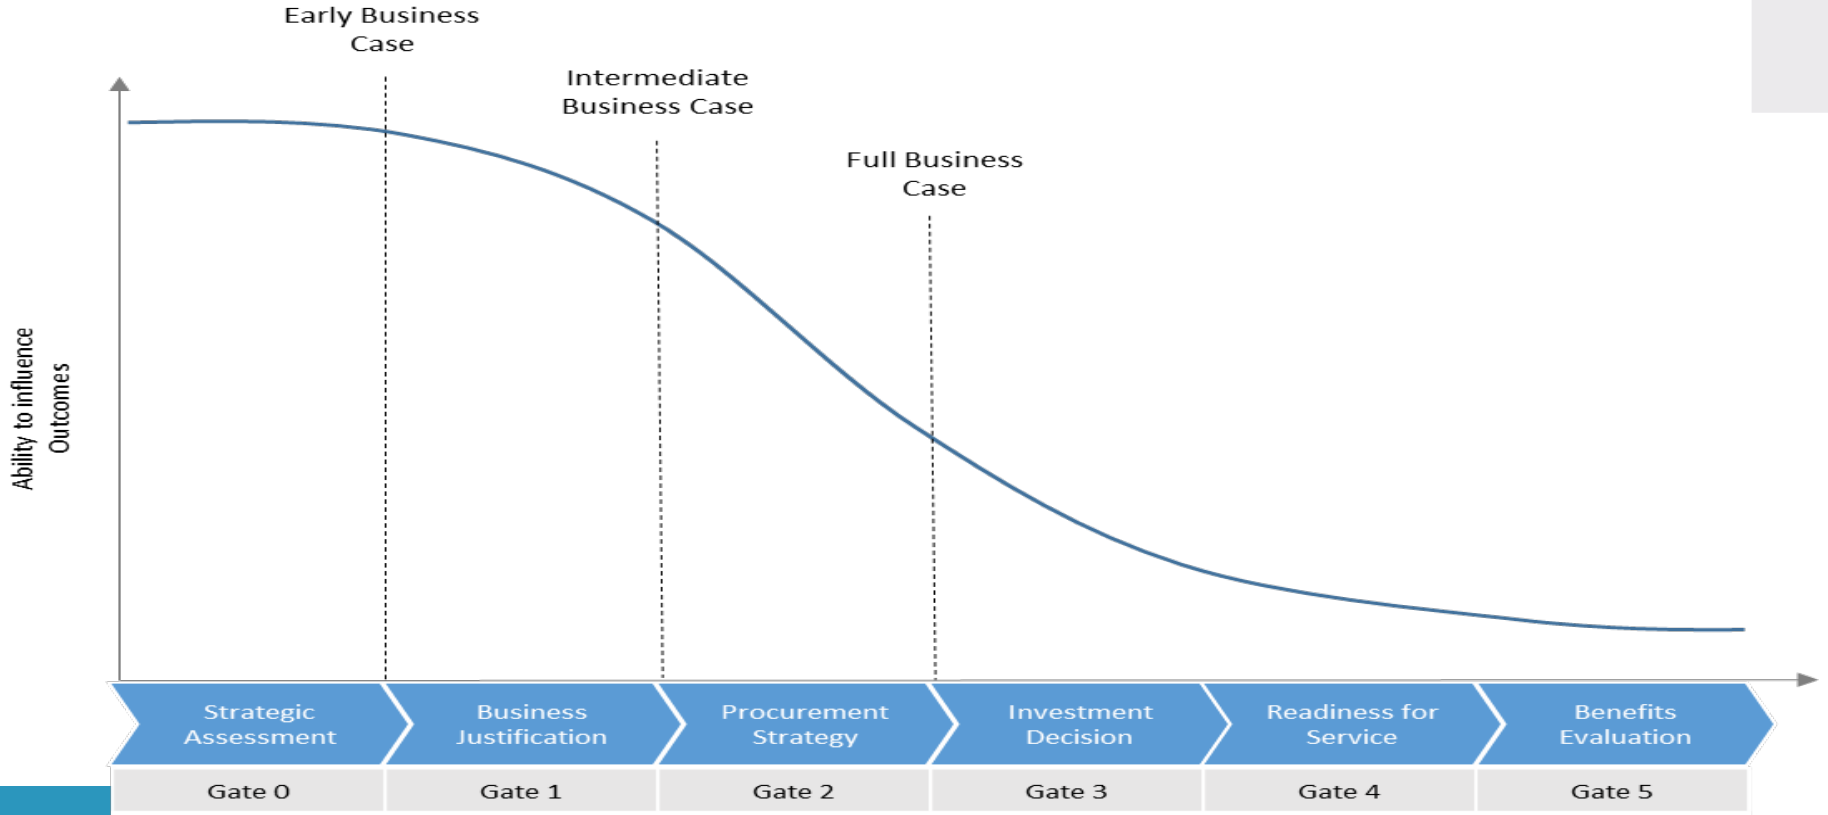 Early Business
Case
Intermediate
Business Case
Full Business
Case
Ability to influence
Outcomes
Strategic
Assessment
Business
Justification
Procurement
Strategy
Investment
Decision
Readiness for
Service
Benefits
Evaluation
Gate 0
Gate 1
Gate 2
Gate 3
Gate 4
Gate 5